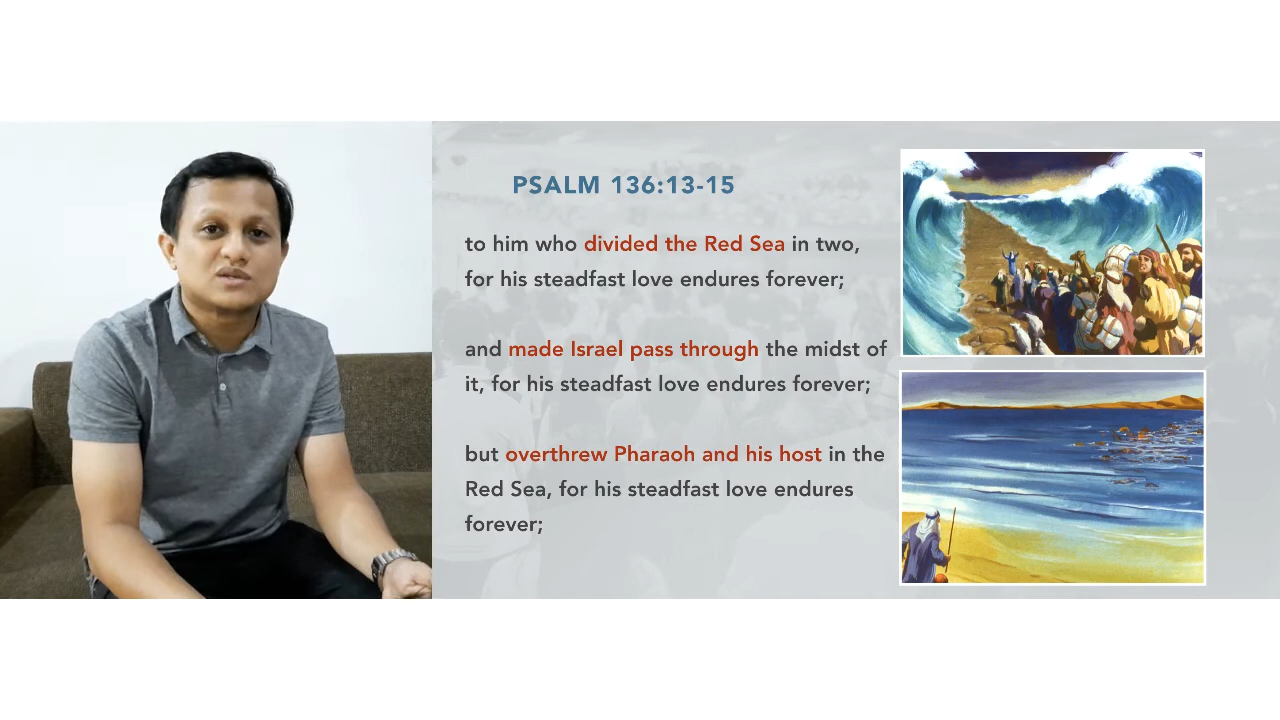 PSALM 136:13-15
to him who divided the Red Sea in two,
for his steadfast love endures forever;
and made Israel pass through the midst of
it, for his steadfast love endures forever;
but overthrew Pharaoh and his host in the
Red Sea, for his steadfast love endures
forever;